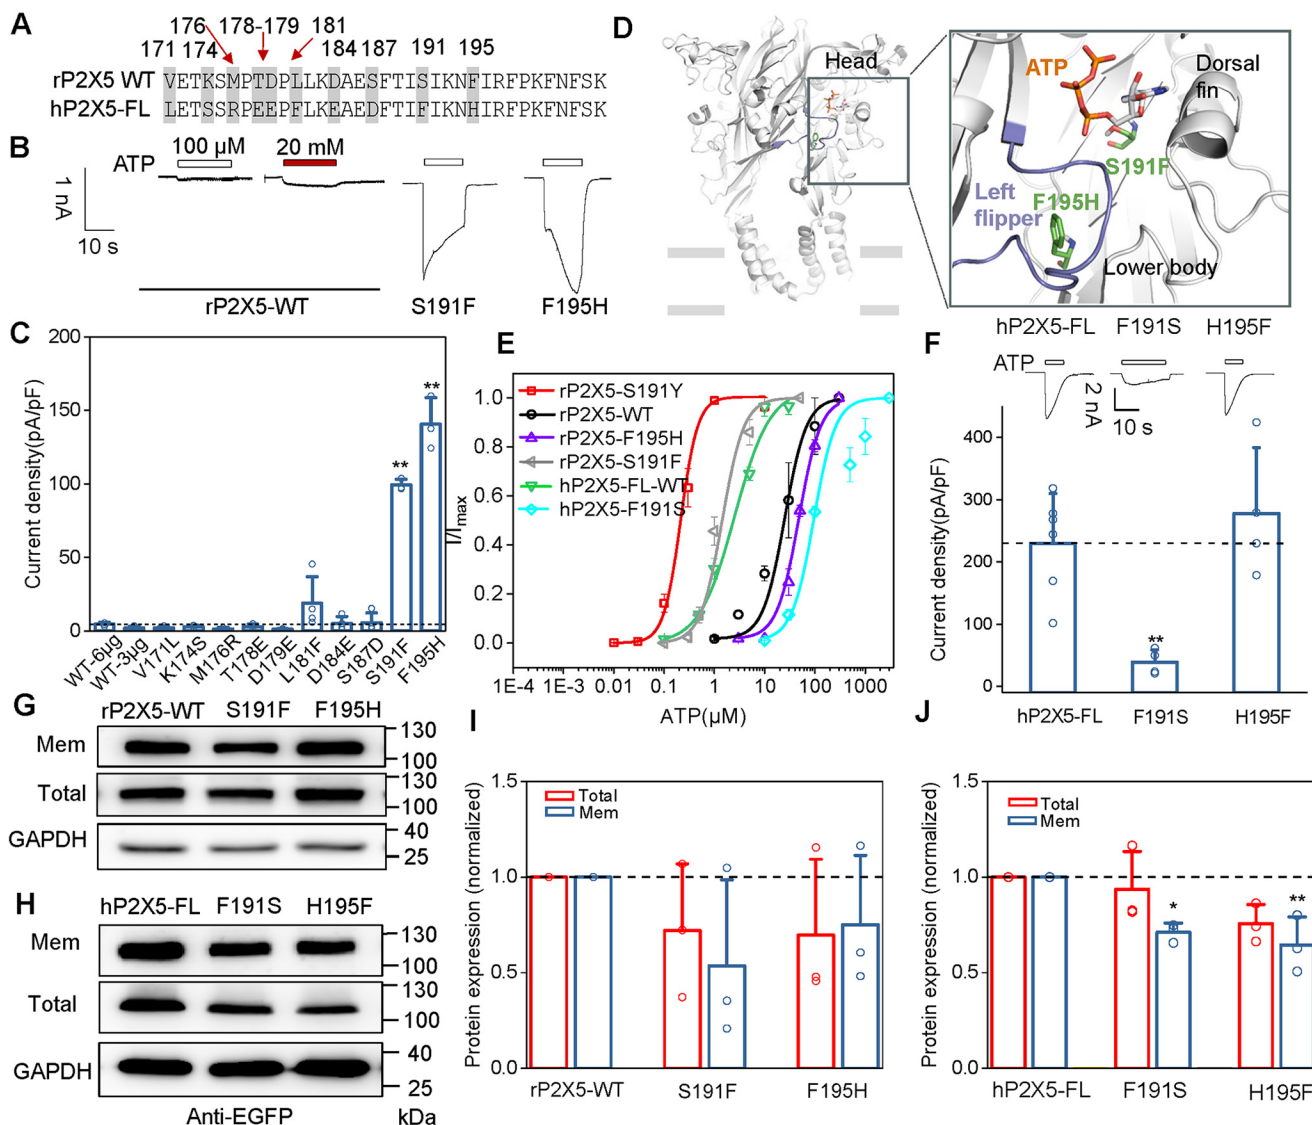 A
176 178-179 181
171 174 184 187 191 195
rP2X5 WT VETKSMPTDPLLKDAESFTISIKNFIRFPKFNFSK
hP2X5-FL LETSSRPEEPFLKEAEDFTIFIKNHIRFPKFNFSK
B
ATP 100 µM 20 mM
1 nA
10 s
rP2X5-WT S191F F195H
C
Current density(pA/pF)
200
150
100
50
0
** **
WT-6µg WT-3µg V171L K174S M176R T178E D179E L181F D184E S187D S191F F195H
D
Head
ATP
Dorsal
fin
S191F
Left
flipper
F195H
Lower body
E
I/Imax
1.0
0.8
0.6
0.4
0.2
0.0
rP2X5-S191Y
rP2X5-WT
rP2X5-F195H
rP2X5-S191F
hP2X5-FL-WT
hP2X5-F191S
1E-4 1E-3 0.01 0.1 1 10 100 1000
ATP(µM)
F
hP2X5-FL F191S H195F
ATP
2 nA
10 s
Current density(pA/pF)
400
300
200
100
0
**
hP2X5-FL F191S H195F
G
rP2X5-WT S191F F195H
Mem 130
100
Total 130
100
GAPDH 40
25
H
hP2X5-FL F191S H195F
Mem 130
100
Total 130
100
GAPDH 40
25
Anti-EGFP kDa
I
Protein expression (normalized)
1.5
1.0
0.5
0.0
Total
Mem
rP2X5-WT S191F F195H
J
Protein expression (normalized)
1.5
1.0
0.5
0.0
Total
Mem
* **
hP2X5-FL F191S H195F